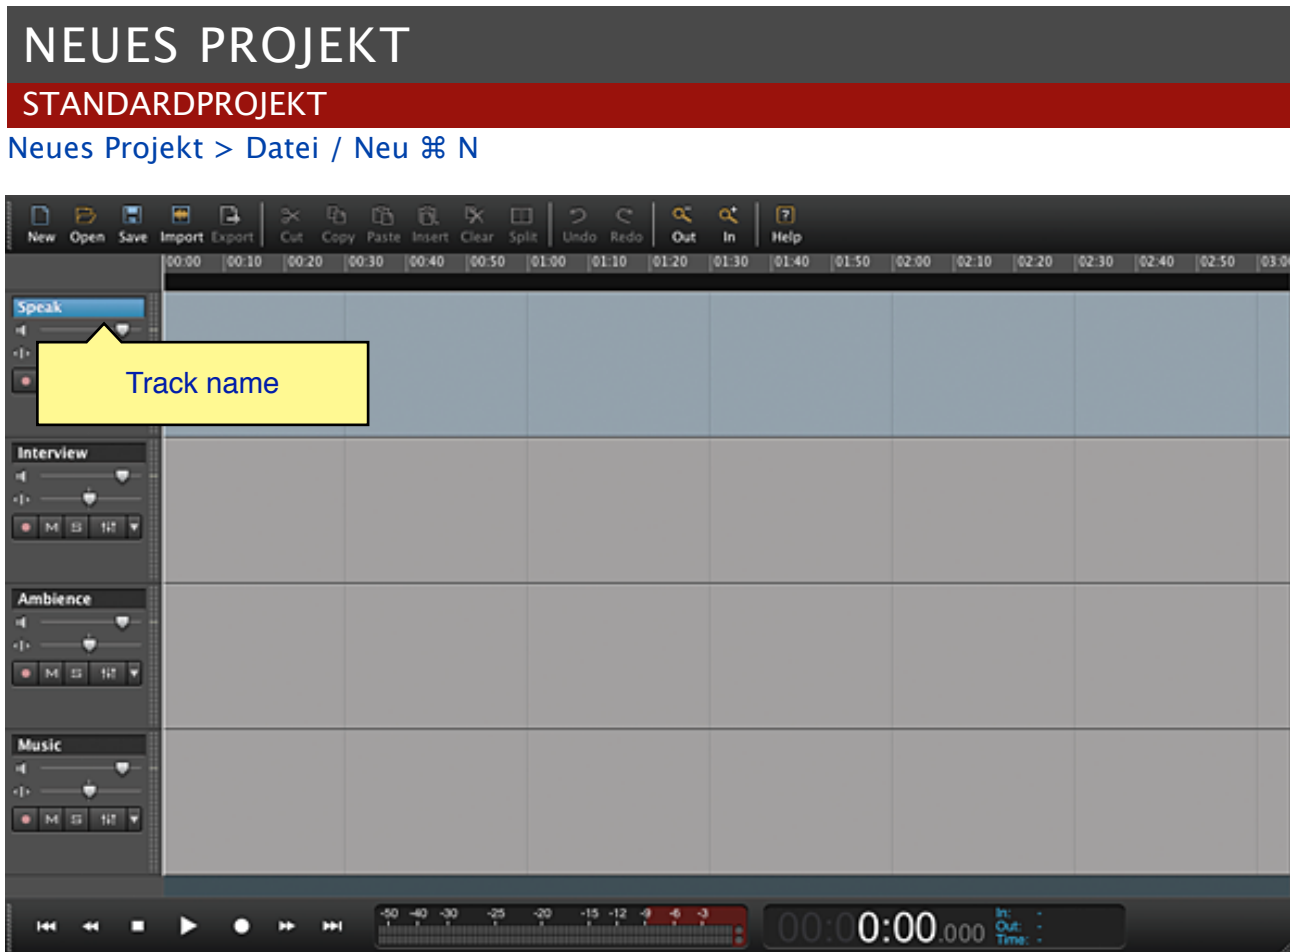 NEUES PROJEKT
STANDARDPROJEKT
Neues Projekt > Datei / Neu ⌘ N
New Open Save Import Export Cut Copy Paste Insert Clear Split Undo Redo Out In Help
00:00 00:10 00:20 00:30 00:40 00:50 01:00 01:10 01:20 01:30 01:40 01:50 02:00 02:10 02:20 02:30 02:40 02:50 03:0
Speak
Track name
Interview
M S
Ambience
M S
Music
M S
-50 -40 -30 -25 -20 -15 -12 -9 -6 -3
00:00:00.000
In: -
Out: -
Time: -